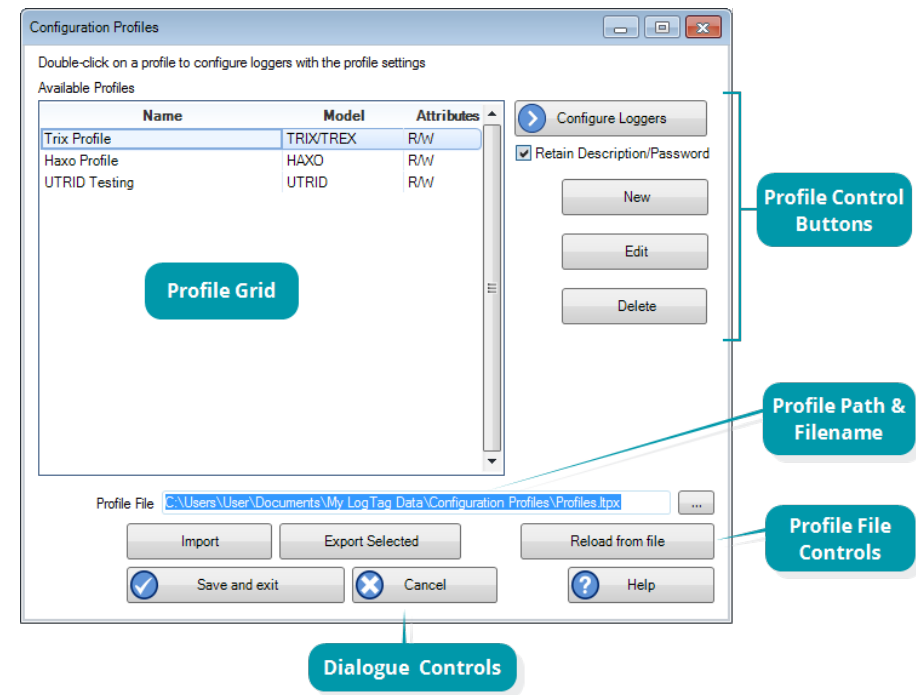 Configuration Profiles
Double-click on a profile to configure loggers with the profile settings
Available Profiles
Name Model Attributes
Trix Profile TRIX/TREX R/W
Haxo Profile HAXO R/W
UTRID Testing UTRID R/W
Configure Loggers
Retain Description/Password
New
Edit
Delete
Profile Control
Buttons
Profile Grid
Profile Path &
Filename
Profile File C:\Users\User\Documents\My LogTag Data\Configuration Profiles\Profiles.ltpx ...
Import Export Selected Reload from file
Profile File
Controls
Save and exit Cancel ? Help
Dialogue Controls